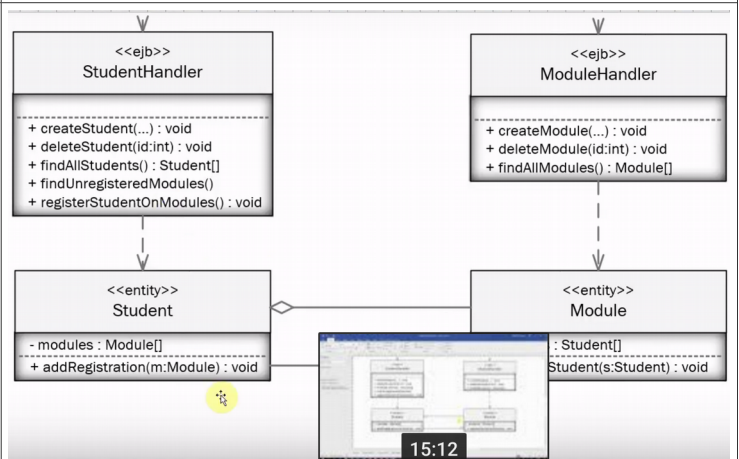 <<ejb>>
StudentHandler
+ createStudent(...) : void
+ deleteStudent(id:int) : void
+ findAllStudents() : Student[]
+ findUnregisteredModules()
+ registerStudentOnModules() : void
<<ejb>>
ModuleHandler
+ createModule(...) : void
+ deleteModule(id:int) : void
+ findAllModules() : Module[]
<<entity>>
Student
- modules : Module[]
+ addRegistration(m:Module) : void
<<entity>>
Module
: Student[]
Student(s:Student) : void
15:12